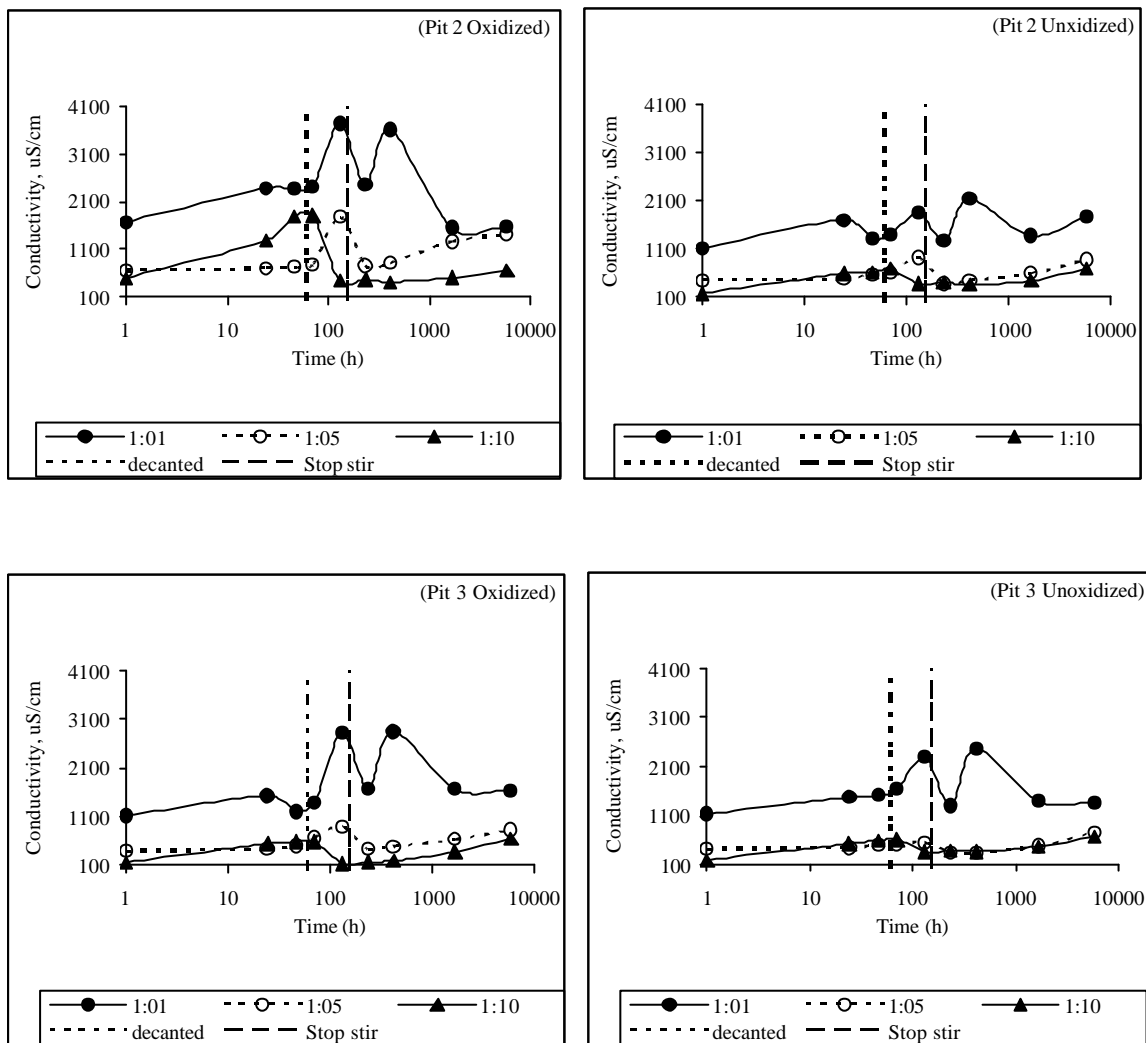 (Pit 2 Oxidized)
4100
3100
2100
1100
100
Conductivity, uS/cm
1 10 100 1000 10000
Time (h)
1:01 1:05 1:10
decanted Stop stir
(Pit 2 Unxidized)
4100
3100
2100
1100
100
Conductivity, uS/cm
1 10 100 1000 10000
Time (h)
1:01 1:05 1:10
decanted Stop stir
(Pit 3 Oxidized)
4100
3100
2100
1100
100
Conductivity, uS/cm
1 10 100 1000 10000
Time (h)
1:01 1:05 1:10
decanted Stop stir
(Pit 3 Unoxidized)
4100
3100
2100
1100
100
Conductivity, uS/cm
1 10 100 1000 10000
Time (h)
1:01 1:05 1:10
decanted Stop stir